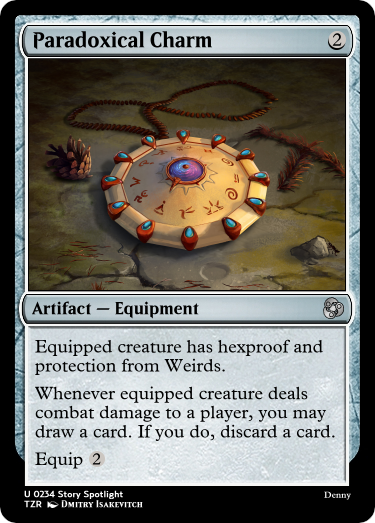 Paradoxical Charm 2
Artifact — Equipment
Equipped creature has hexproof and
protection from Weirds.
Whenever equipped creature deals
combat damage to a player, you may
draw a card. If you do, discard a card.
Equip 2
U 0234 Story Spotlight
TZR Dmitry Isakevitch
Denny